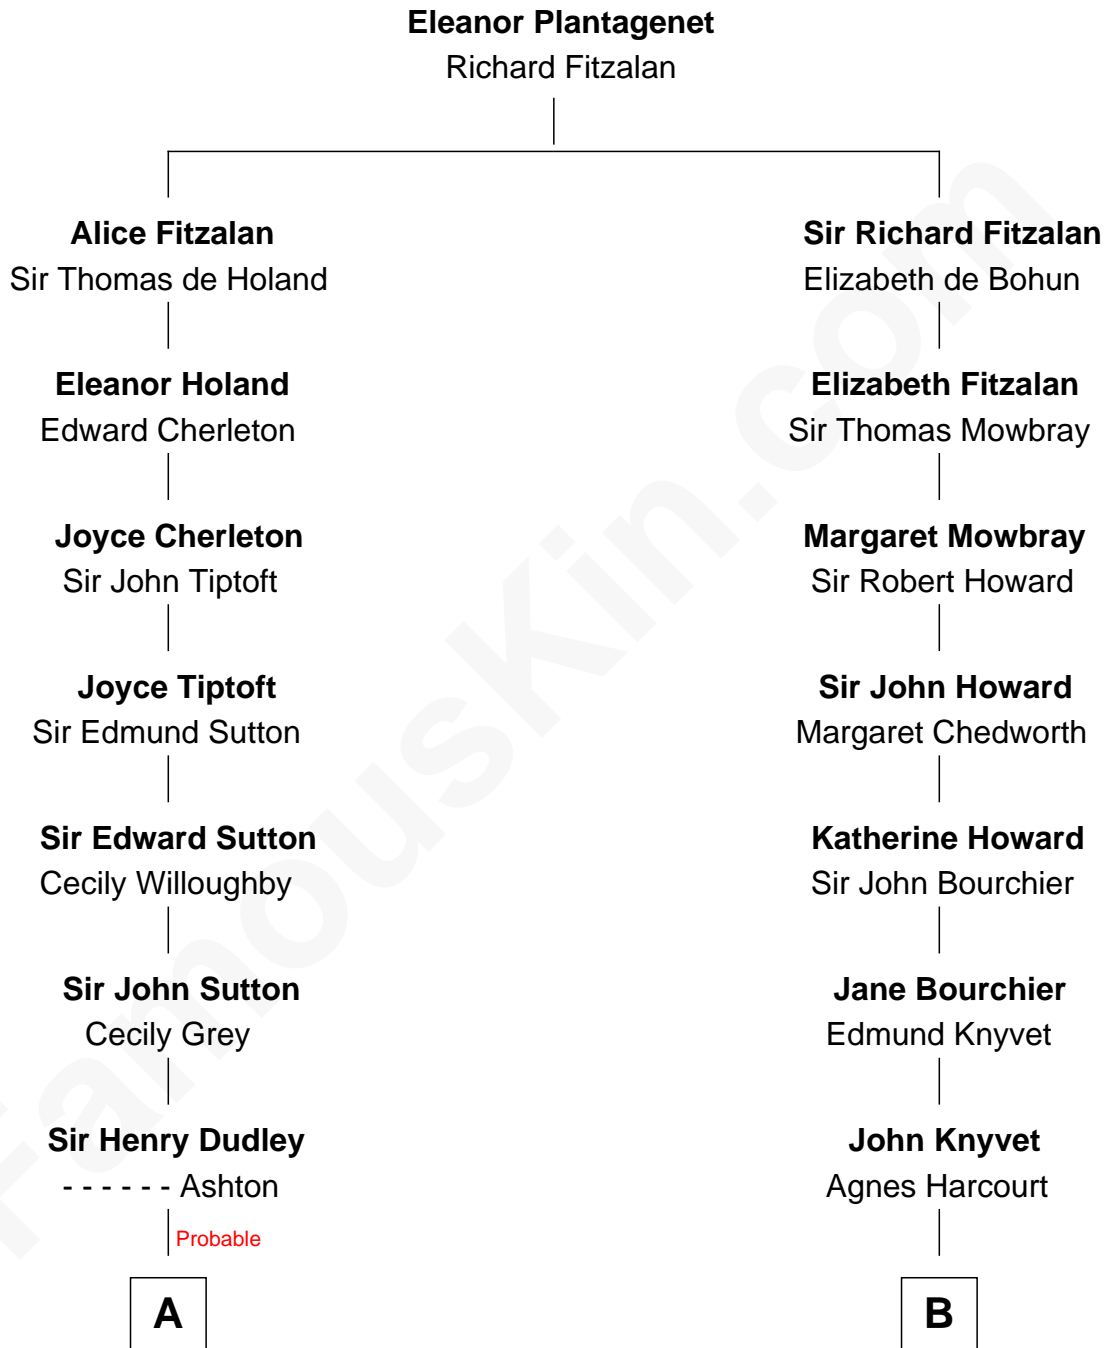 Eleanor Plantagenet
Richard Fitzalan
Alice Fitzalan
Sir Thomas de Holand
Sir Richard Fitzalan
Elizabeth de Bohun
Eleanor Holand
Edward Cherleton
Elizabeth Fitzalan
Sir Thomas Mowbray
Joyce Cherleton
Sir John Tiptoft
Margaret Mowbray
Sir Robert Howard
Joyce Tiptoft
Sir Edmund Sutton
Sir John Howard
Margaret Chedworth
Sir Edward Sutton
Cecily Willoughby
Katherine Howard
Sir John Bourchier
Sir John Sutton
Cecily Grey
Jane Bourchier
Edmund Knyvet
Sir Henry Dudley
- - - - - - Ashton
John Knyvet
Agnes Harcourt
Probable
A
B
FamousKin.com